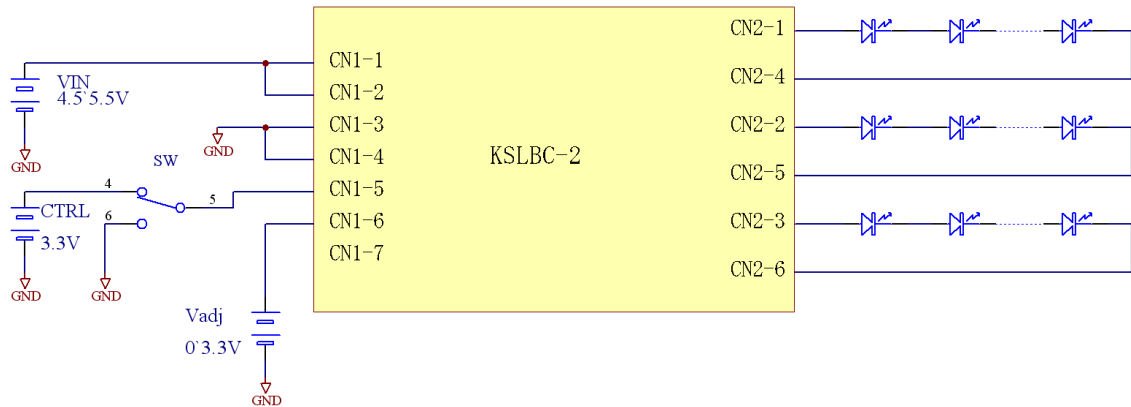 CN2-1
CN1-1
CN2-4
VIN
4.5`5.5V
CN1-2
CN1-3
CN2-2
GND
GND
CN1-4
KSLBC-2
SW
CN2-5
4
5
CN1-5
CTRL
6
3.3V
CN1-6
CN2-3
CN1-7
CN2-6
GND
GND
Vadj
0`3.3V
GND